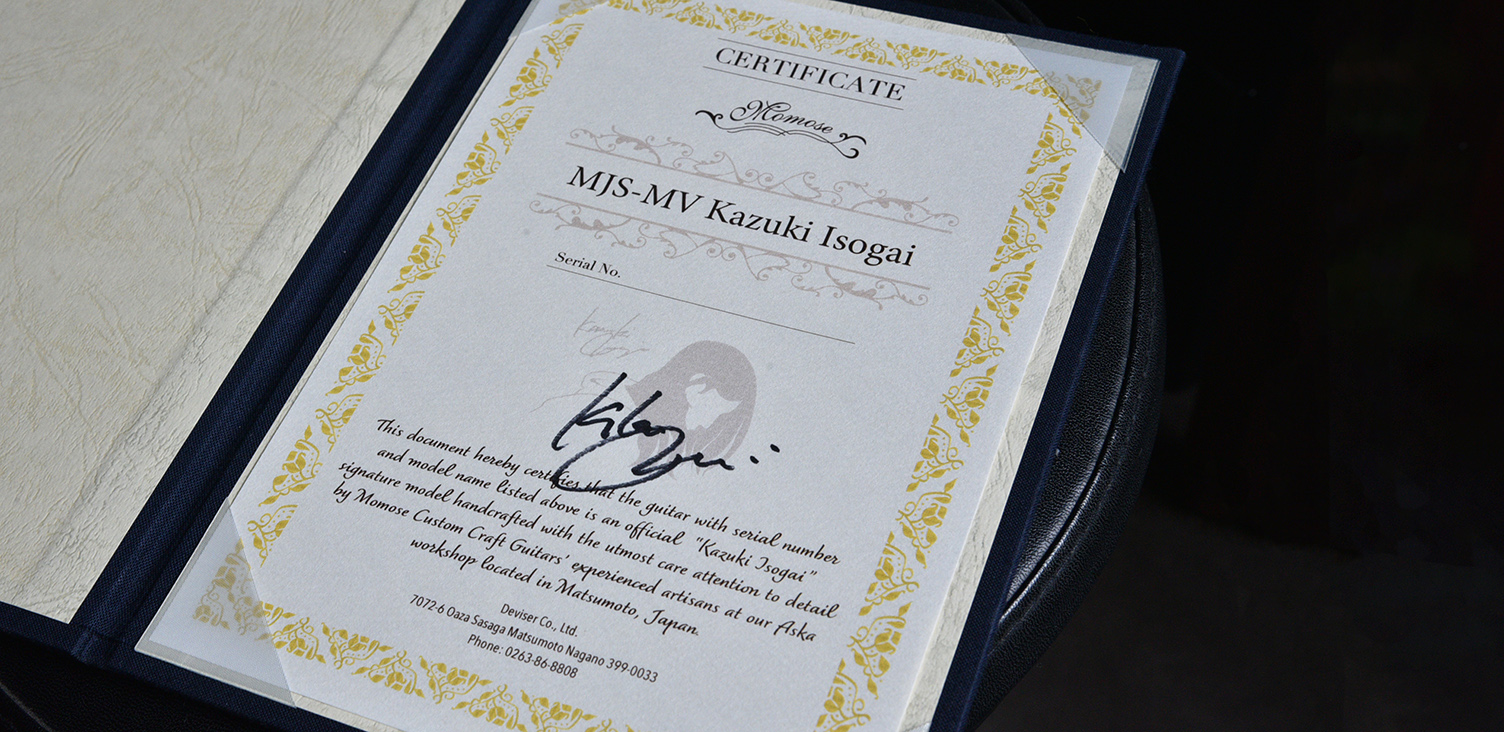 CERTIFICATE
Momose
MJS-MV Kazuki Isogai
Serial No.
This document hereby certifies that the guitar with serial number
and model name listed above is an official "Kazuki Isogai"
signature model handcrafted with the utmost care attention to detail
by Momose Custom Craft Guitars' experienced artisans at our Aska
workshop located in Matsumoto, Japan.
Deviser Co., Ltd.
7072-6 Oaza Sasaga Matsumoto Nagano 399-0033
Phone: 0263-86-8808